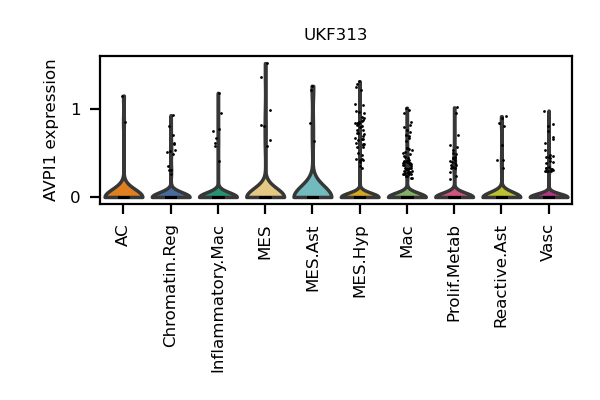 UKF313
AVPI1 expression
1
0
AC
Chromatin.Reg
Inflammatory.Mac
MES
MES.Ast
MES.Hyp
Mac
Prolif.Metab
Reactive.Ast
Vasc